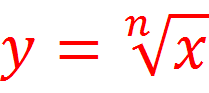 y = ⁿ√x